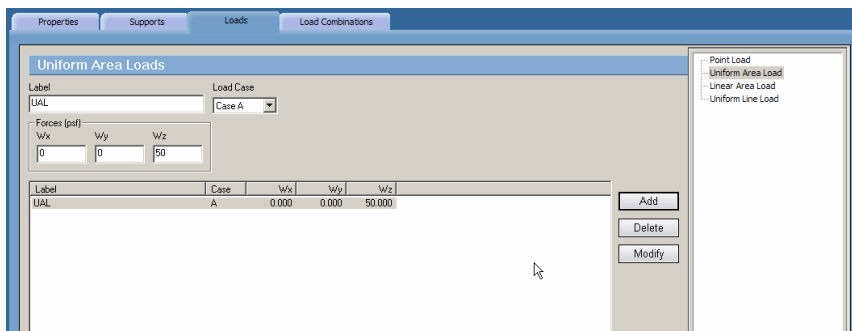 Properties Supports Loads Load Combinations
Uniform Area Loads
Label Load Case
UAL Case A
Forces (psf)
Wx Wy Wz
0 0 50
Label Case Wx Wy Wz
UAL A 0.000 0.000 50.000
Add
Delete
Modify
Point Load
Uniform Area Load
Linear Area Load
Uniform Line Load